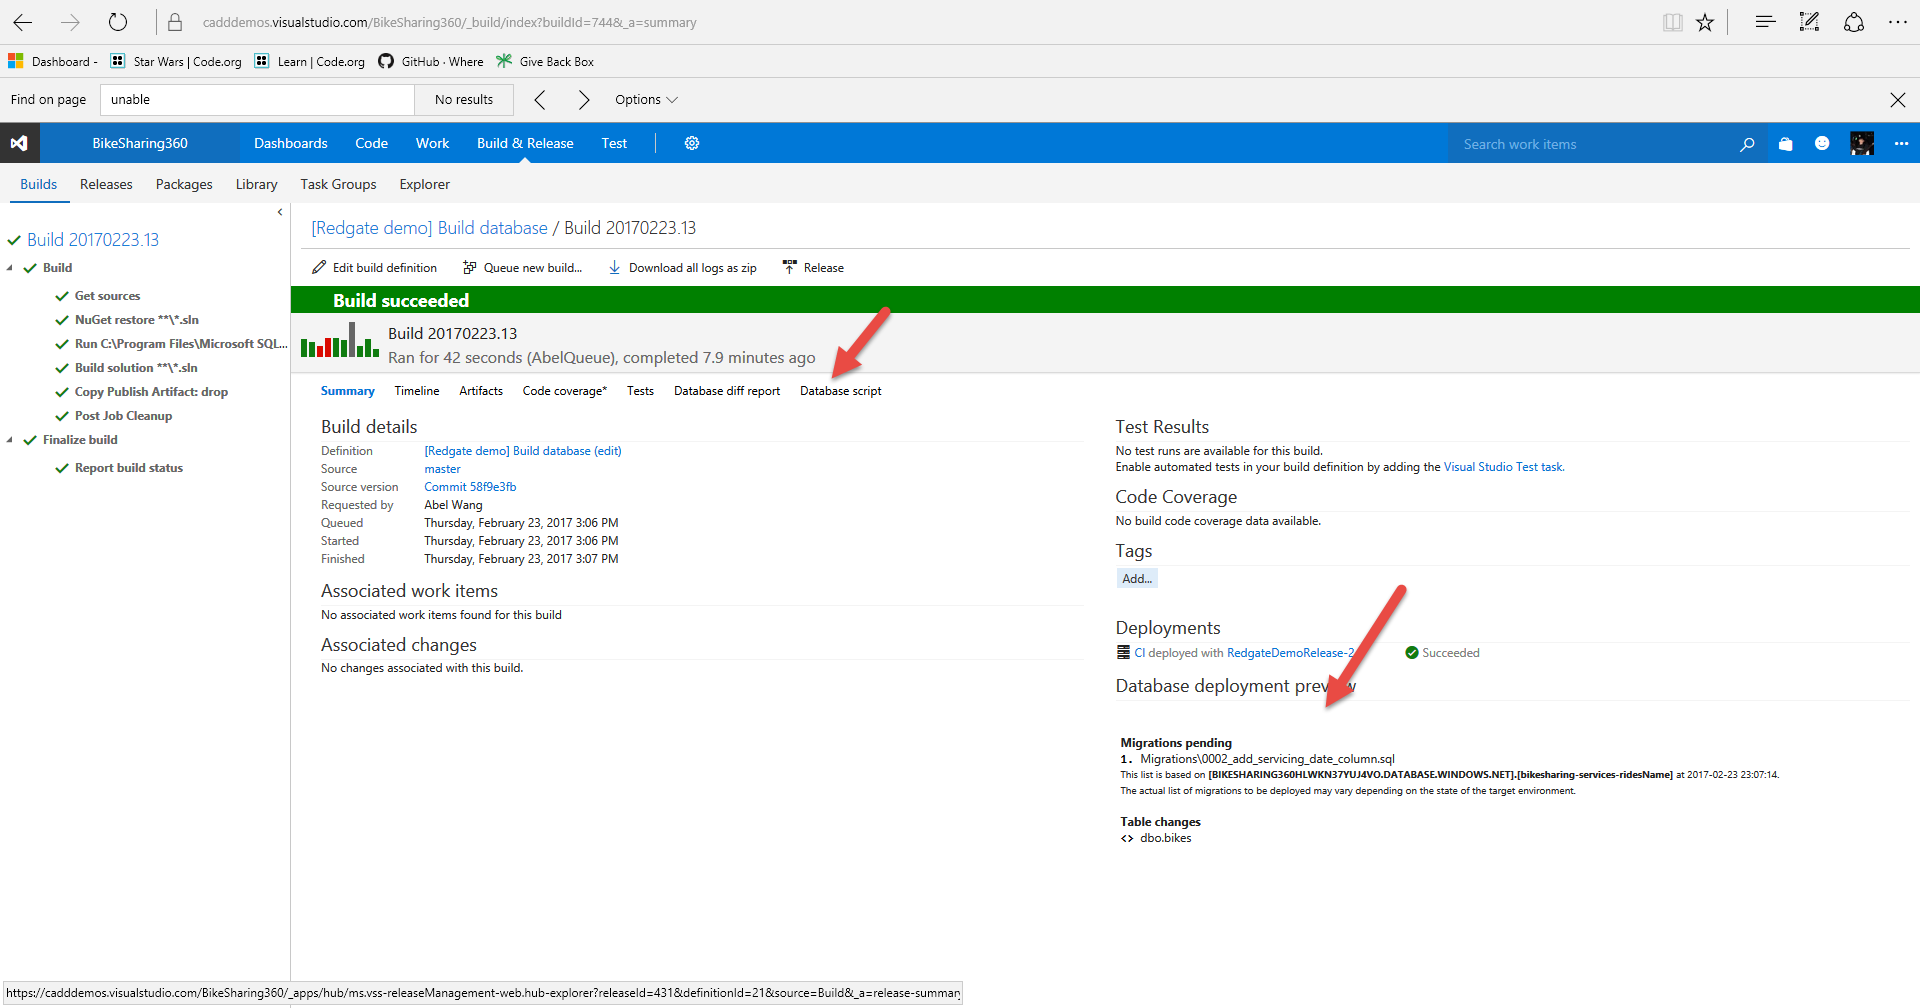 cadddemos.visualstudio.com/BikeSharing360/_build/index?buildId=744&_a=summary
Dashboard - Star Wars | Code.org Learn | Code.org GitHub · Where Give Back Box
Find on page unable No results Options
BikeSharing360 Dashboards Code Work Build & Release Test Search work items
Builds Releases Packages Library Task Groups Explorer
Build 20170223.13
Build
Get sources
NuGet restore **\*.sln
Run C:\Program Files\Microsoft SQL...
Build solution **\*.sln
Copy Publish Artifact: drop
Post Job Cleanup
Finalize build
Report build status
[Redgate demo] Build database / Build 20170223.13
Edit build definition Queue new build... Download all logs as zip Release
Build succeeded
Build 20170223.13
Ran for 42 seconds (AbelQueue), completed 7.9 minutes ago
Summary Timeline Artifacts Code coverage* Tests Database diff report Database script
Build details
Definition [Redgate demo] Build database (edit)
Source master
Source version Commit 58f9e3fb
Requested by Abel Wang
Queued Thursday, February 23, 2017 3:06 PM
Started Thursday, February 23, 2017 3:06 PM
Finished Thursday, February 23, 2017 3:07 PM
Associated work items
No associated work items found for this build
Associated changes
No changes associated with this build.
Test Results
No test runs are available for this build.
Enable automated tests in your build definition by adding the Visual Studio Test task.
Code Coverage
No build code coverage data available.
Tags
Add...
Deployments
CI deployed with RedgateDemoRelease-2 Succeeded
Database deployment preview
Migrations pending
1. Migrations\0002_add_servicing_date_column.sql
This list is based on [BIKESHARING360HLWKN37YUJ4VO.DATABASE.WINDOWS.NET].[bikesharing-services-ridesName] at 2017-02-23 23:07:14.
The actual list of migrations to be deployed may vary depending on the state of the target environment.
Table changes
<> dbo.bikes
https://cadddemos.visualstudio.com/BikeSharing360/_apps/hub/ms.vss-releaseManagement-web.hub-explorer?releaseId=431&definitionId=21&source=Build&_a=release-summary